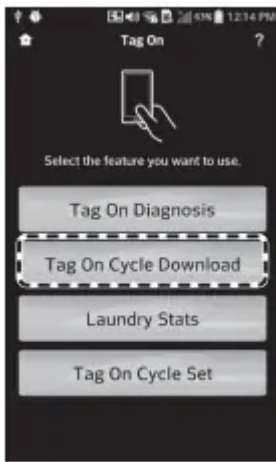 43% 12:14 PM
Tag On ?
Select the feature you want to use.
Tag On Diagnosis
Tag On Cycle Download
Laundry Stats
Tag On Cycle Set